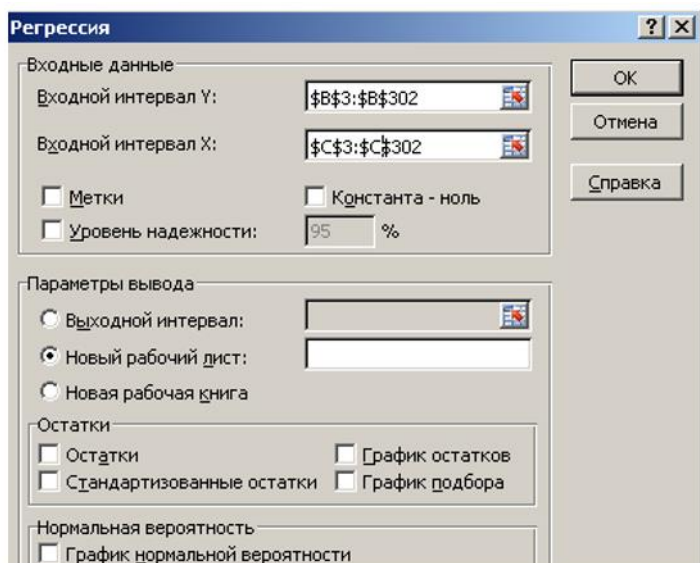 Регрессия
Входные данные
Входной интервал Y: $B$3:$B$302
Входной интервал X: $C$3:$C$302
Метки Константа - ноль
Уровень надежности: 95 %
OK
Отмена
Справка
Параметры вывода
Выходной интервал:
Новый рабочий лист:
Новая рабочая книга
Остатки
Остатки График остатков
Стандартизованные остатки График подбора
Нормальная вероятность
График нормальной вероятности